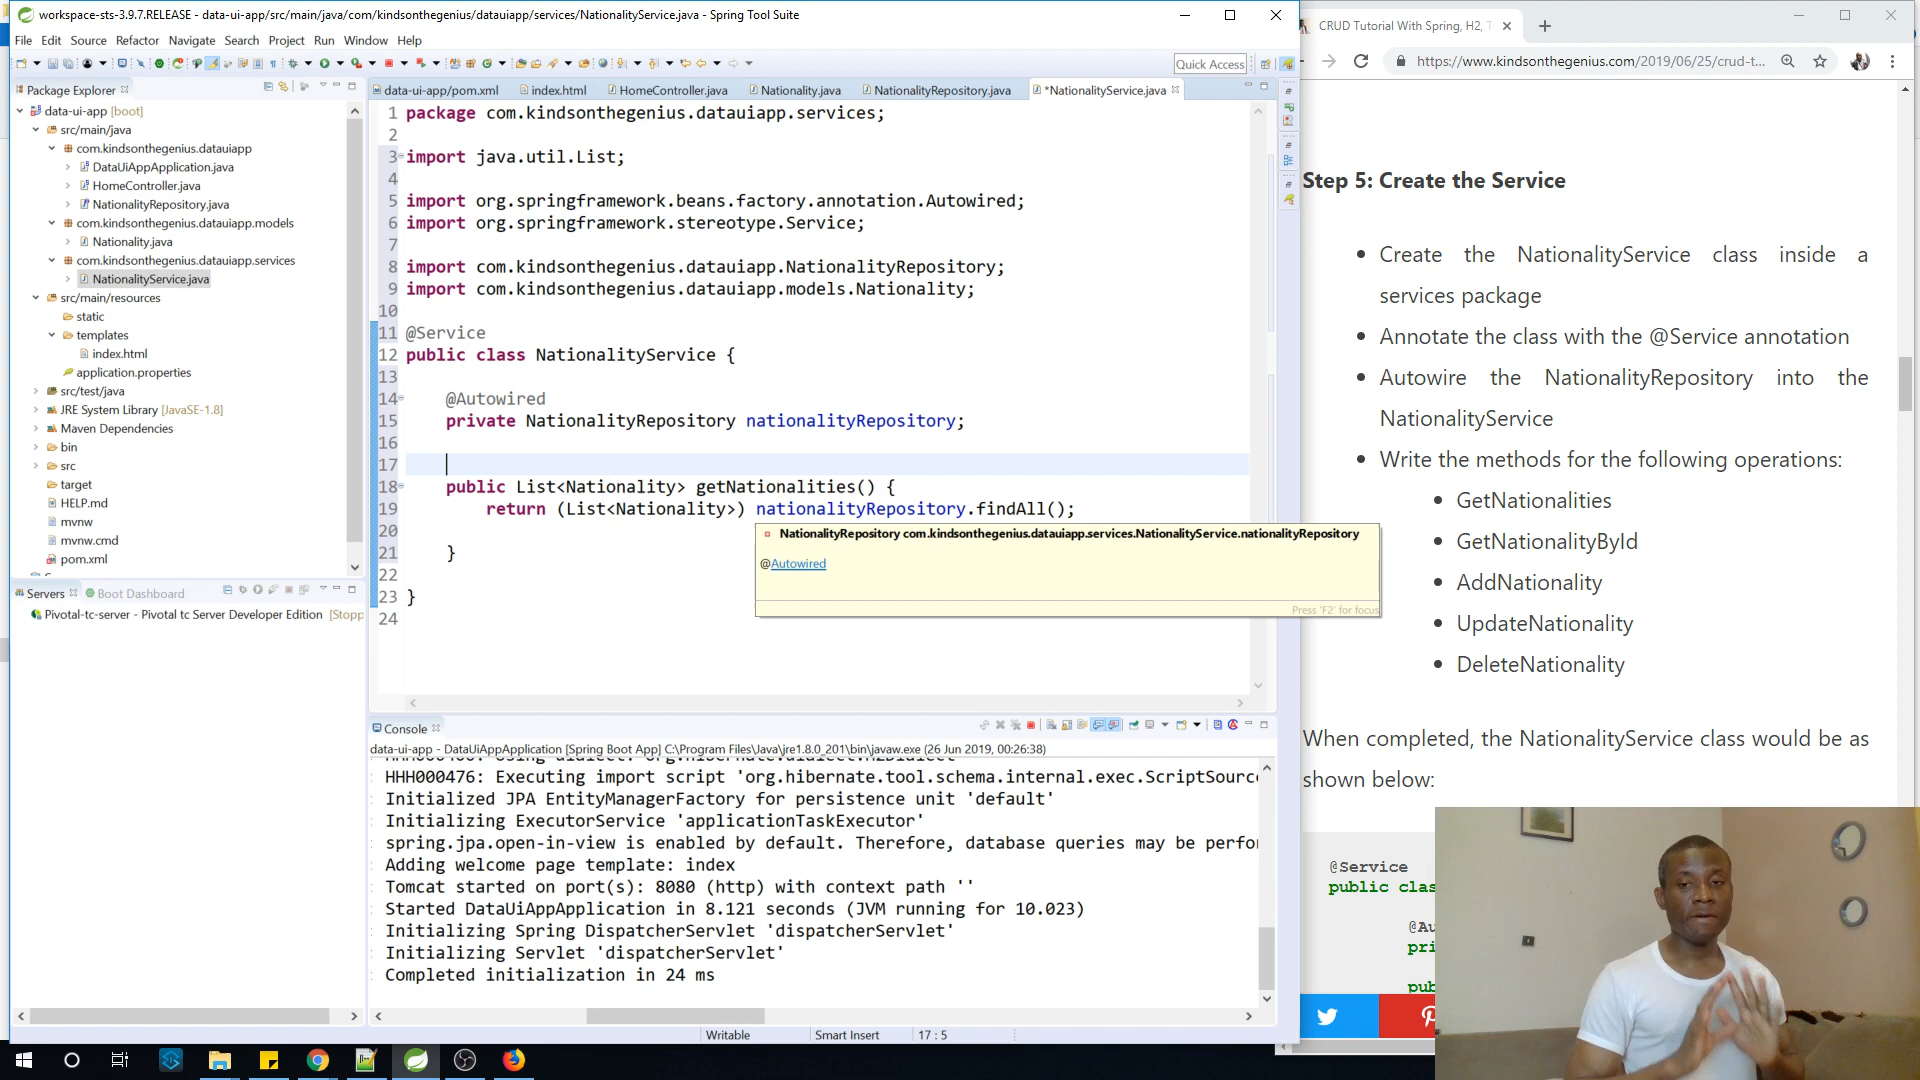 workspace-sts-3.9.7.RELEASE - data-ui-app/src/main/java/com/kindsonthegenius/datauiapp/services/NationalityService.java - Spring Tool Suite
File Edit Source Refactor Navigate Search Project Run Window Help
Quick Access
Package Explorer
data-ui-app [boot]
src/main/java
com.kindsonthegenius.datauiapp
DataUiAppApplication.java
HomeController.java
NationalityRepository.java
com.kindsonthegenius.datauiapp.models
Nationality.java
com.kindsonthegenius.datauiapp.services
NationalityService.java
src/main/resources
static
templates
index.html
application.properties
src/test/java
JRE System Library [JavaSE-1.8]
Maven Dependencies
bin
src
target
HELP.md
mvnw
mvnw.cmd
pom.xml
Servers Boot Dashboard
Pivotal-tc-server - Pivotal tc Server Developer Edition [Stopp
data-ui-app/pom.xml index.html HomeController.java Nationality.java NationalityRepository.java *NationalityService.java
1 package com.kindsonthegenius.datauiapp.services;
2
3 import java.util.List;
4
5 import org.springframework.beans.factory.annotation.Autowired;
6 import org.springframework.stereotype.Service;
7
8 import com.kindsonthegenius.datauiapp.NationalityRepository;
9 import com.kindsonthegenius.datauiapp.models.Nationality;
10
11 @Service
12 public class NationalityService {
13
14 @Autowired
15 private NationalityRepository nationalityRepository;
16
17
18 public List<Nationality> getNationalities() {
19 return (List<Nationality>) nationalityRepository.findAll();
20
21 }
22
23 }
24
NationalityRepository com.kindsonthegenius.datauiapp.services.NationalityService.nationalityRepository
@Autowired
Press 'F2' for focus
Console
data-ui-app - DataUiAppApplication [Spring Boot App] C:\Program Files\Java\jre1.8.0_201\bin\javaw.exe (26 Jun 2019, 00:26:38)
HHH000476: Executing import script 'org.hibernate.tool.schema.internal.exec.ScriptSource
Initialized JPA EntityManagerFactory for persistence unit 'default'
Initializing ExecutorService 'applicationTaskExecutor'
spring.jpa.open-in-view is enabled by default. Therefore, database queries may be perfor
Adding welcome page template: index
Tomcat started on port(s): 8080 (http) with context path ''
Started DataUiAppApplication in 8.121 seconds (JVM running for 10.023)
Initializing Spring DispatcherServlet 'dispatcherServlet'
Initializing Servlet 'dispatcherServlet'
Completed initialization in 24 ms
Writable Smart Insert 17 : 5
CRUD Tutorial With Spring, H2, T
https://www.kindsonthegenius.com/2019/06/25/crud-t...
Step 5: Create the Service
• Create the NationalityService class inside a
services package
• Annotate the class with the @Service annotation
• Autowire the NationalityRepository into the
NationalityService
• Write the methods for the following operations:
• GetNationalities
• GetNationalityById
• AddNationality
• UpdateNationality
• DeleteNationality
When completed, the NationalityService class would be as
shown below:
@Service
public clas
@Au
pri
pub